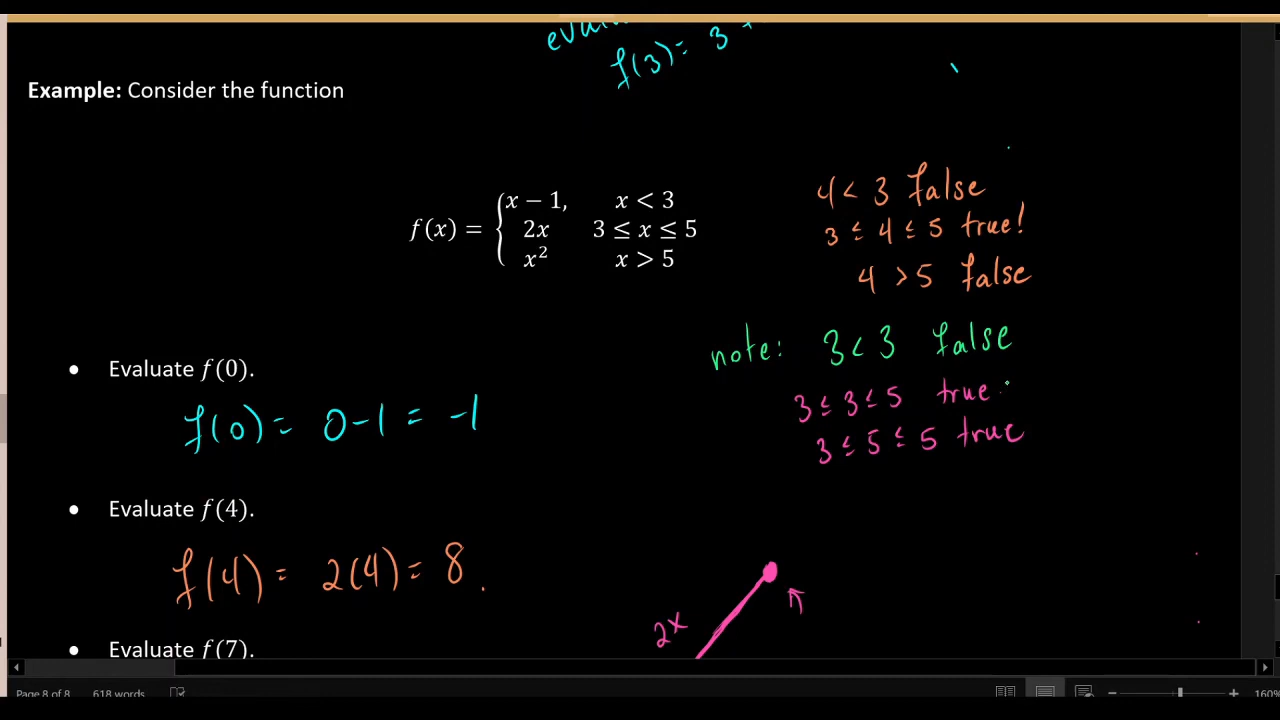 f(3) = 3
Example: Consider the function
f(x) = { x − 1, x < 3
2x 3 ≤ x ≤ 5
x² x > 5
4 < 3 false
3 ≤ 4 ≤ 5 true!
4 > 5 false
note: 3 < 3 false
3 ≤ 3 ≤ 5 true
3 ≤ 5 ≤ 5 true
• Evaluate f(0).
f(0) = 0 - 1 = -1
• Evaluate f(4).
f(4) = 2(4) = 8.
2x
• Evaluate f(7).
Page 8 of 8 618 words 160%